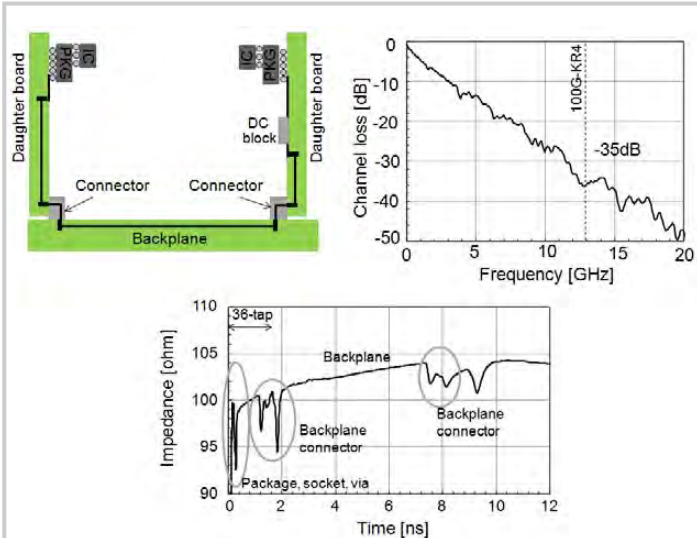 Daughter board
PKG
IC
IC
PKG
Daughter board
DC
block
Connector
Connector
Backplane
Channel loss [dB]
0
-10
-20
-30
-40
-50
100G-KR4
-35dB
0
5
10
15
20
Frequency [GHz]
Impedance [ohm]
110
105
100
95
90
36-tap
Backplane
Backplane
connector
Backplane
connector
Package, socket, via
0
2
4
6
8
10
12
Time [ns]